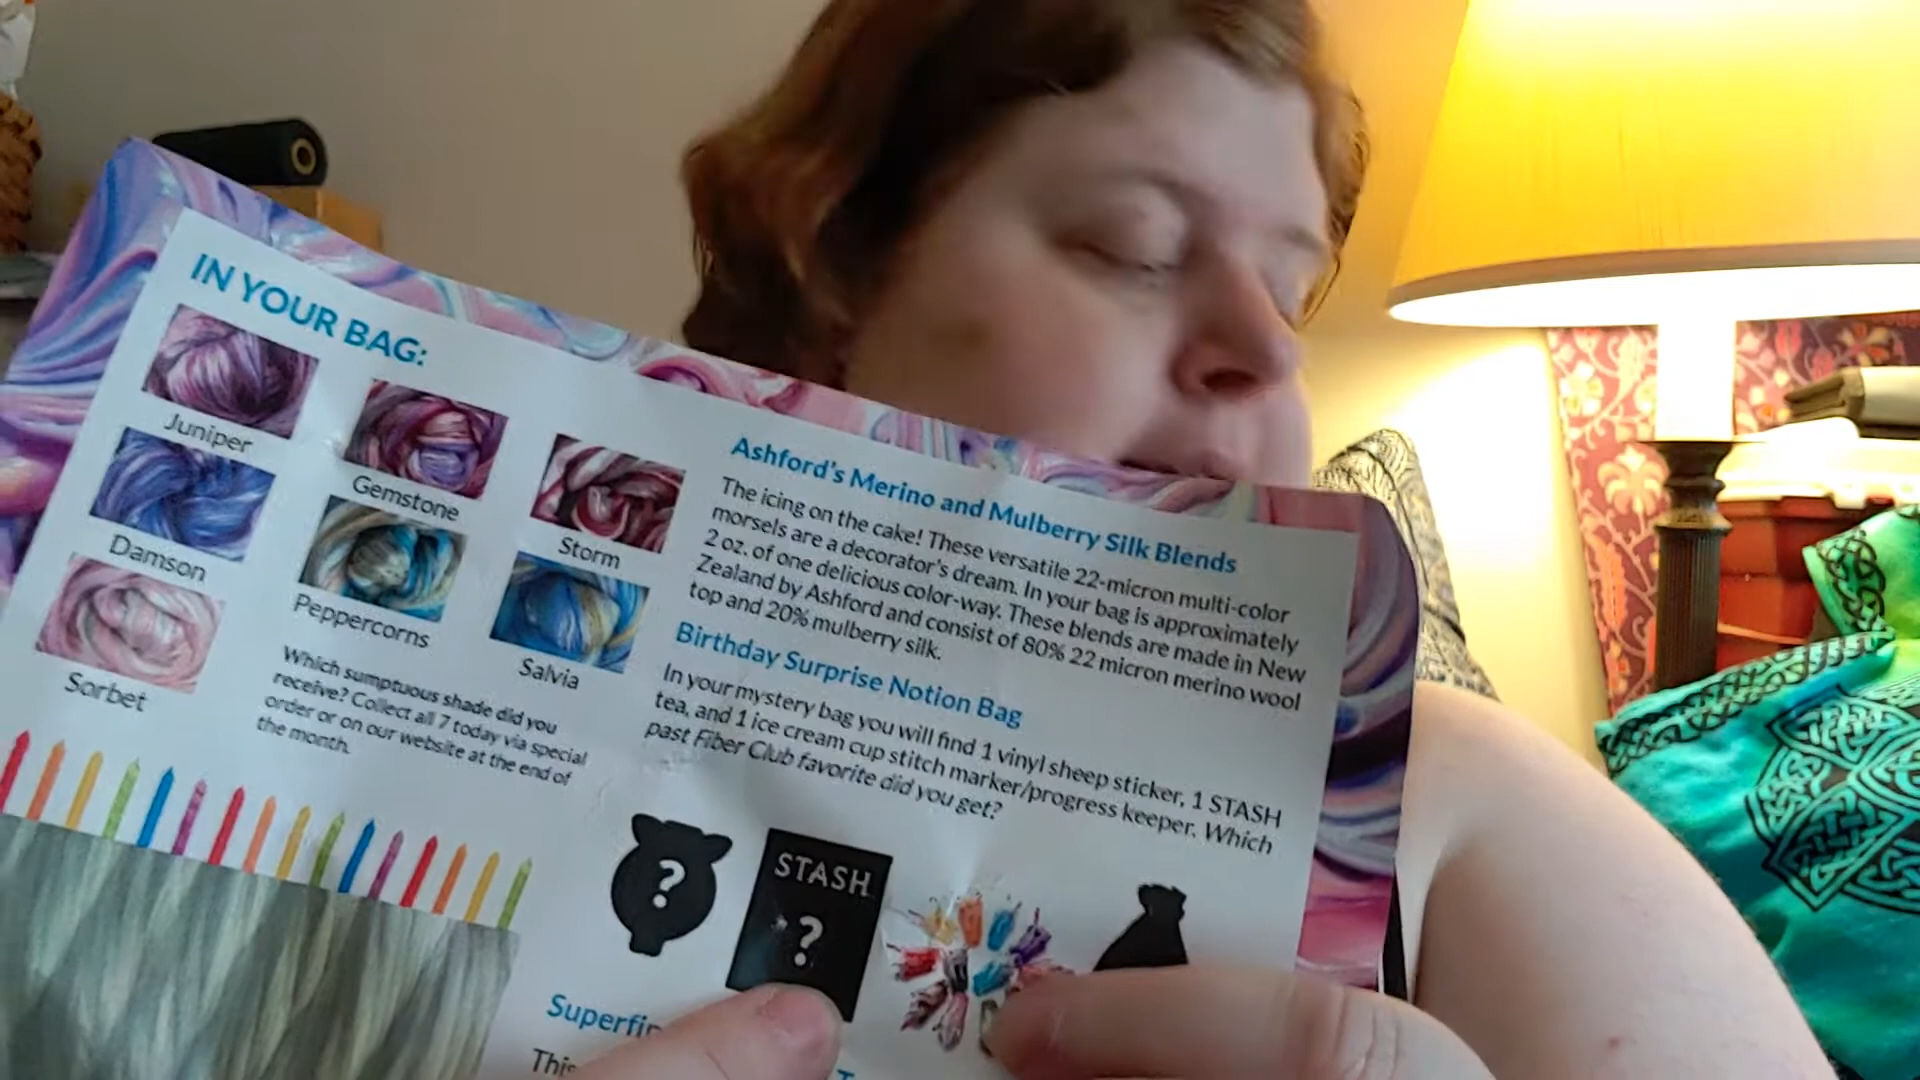 IN YOUR BAG:
Juniper
Gemstone
Storm
Damson
Peppercorns
Salvia
Sorbet
Which sumptuous shade did you
receive? Collect all 7 today via special
order or on our website at the end of
the month.
Ashford's Merino and Mulberry Silk Blends
The icing on the cake! These versatile 22-micron multi-color
morsels are a decorator's dream. In your bag is approximately
2 oz. of one delicious color-way. These blends are made in New
Zealand by Ashford and consist of 80% 22 micron merino wool
top and 20% mulberry silk.
Birthday Surprise Notion Bag
In your mystery bag you will find 1 vinyl sheep sticker, 1 STASH
tea, and 1 ice cream cup stitch marker/progress keeper. Which
past Fiber Club favorite did you get?
?
STASH
?
This